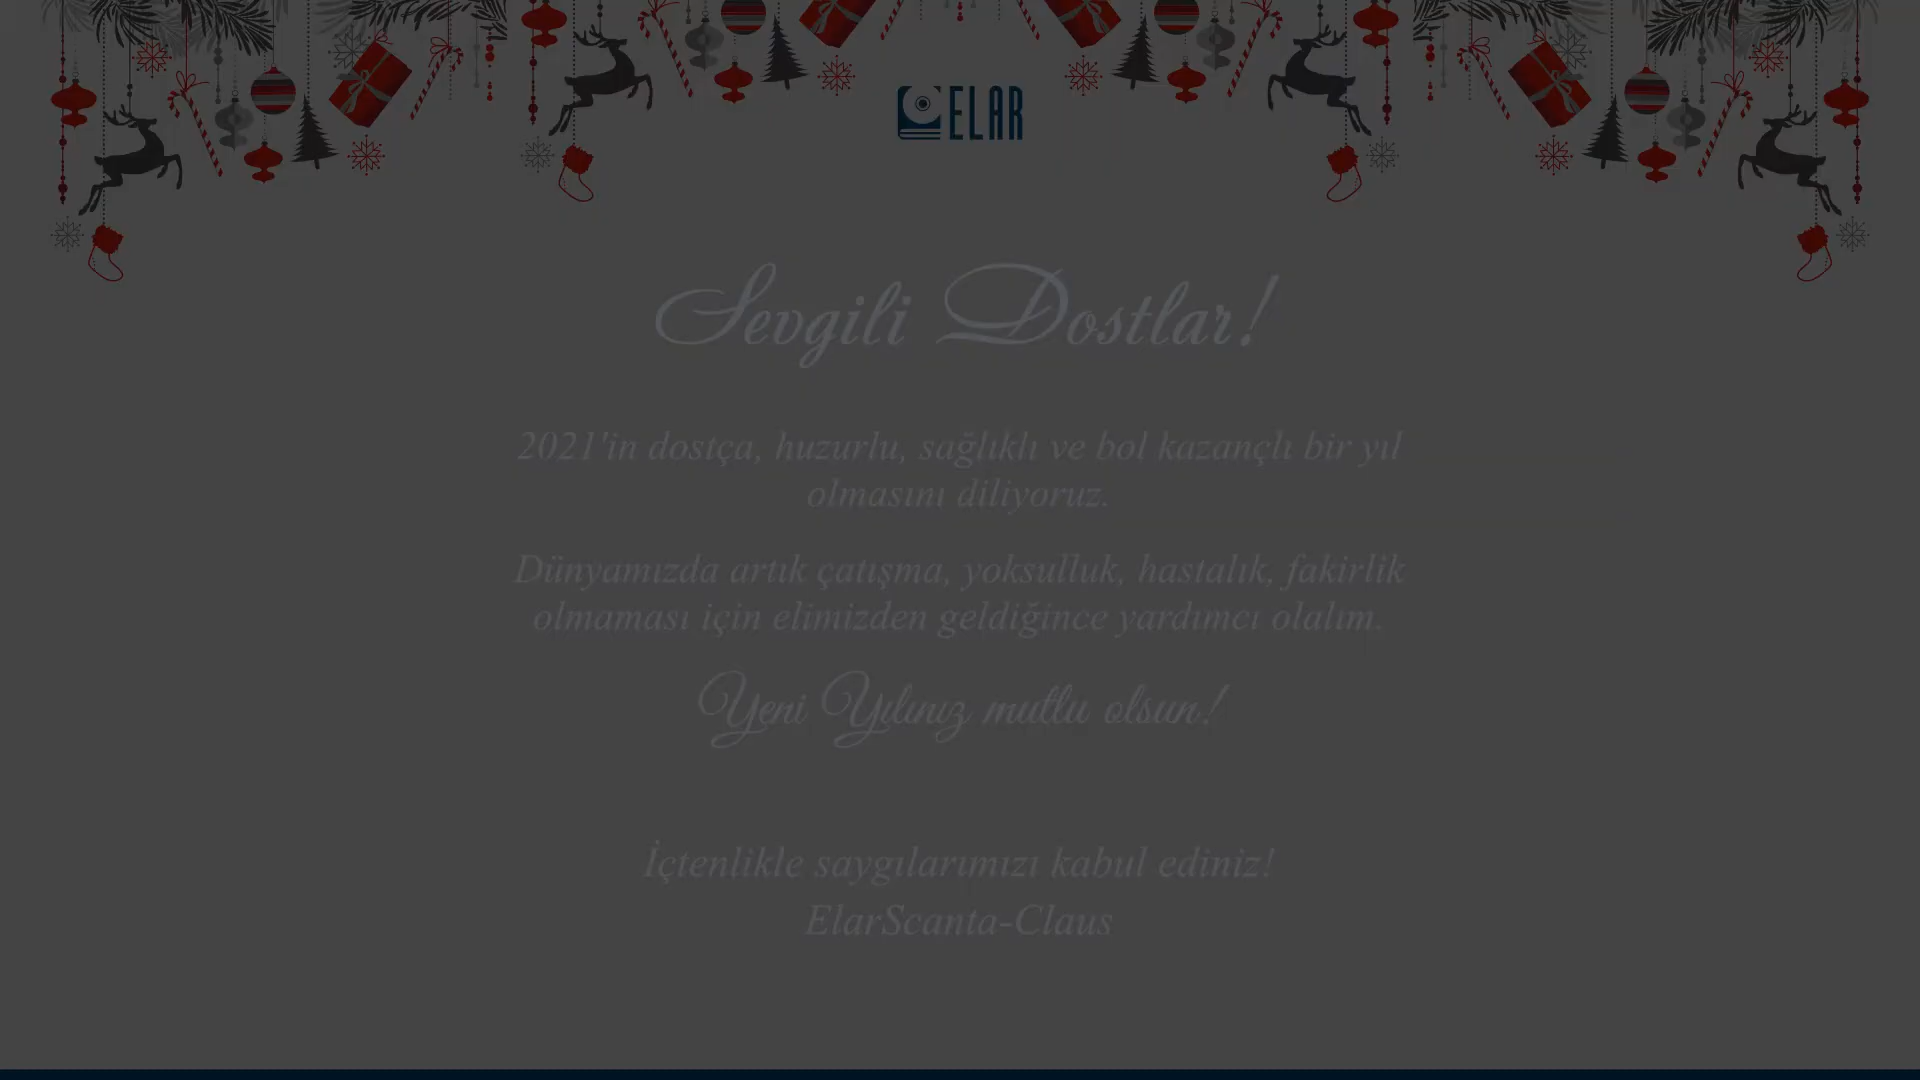 ELAR
Sevgili Dostlar!
2021'in dostça, huzurlu, sağlıklı ve bol kazançlı bir yıl
olmasını diliyoruz.
Dünyamızda artık çatışma, yoksulluk, hastalık, fakirlik
olmaması için elimizden geldiğince yardımcı olalım.
Yeni Yılınız mutlu olsun!
İçtenlikle saygılarımızı kabul ediniz!
ElarScanta-Claus